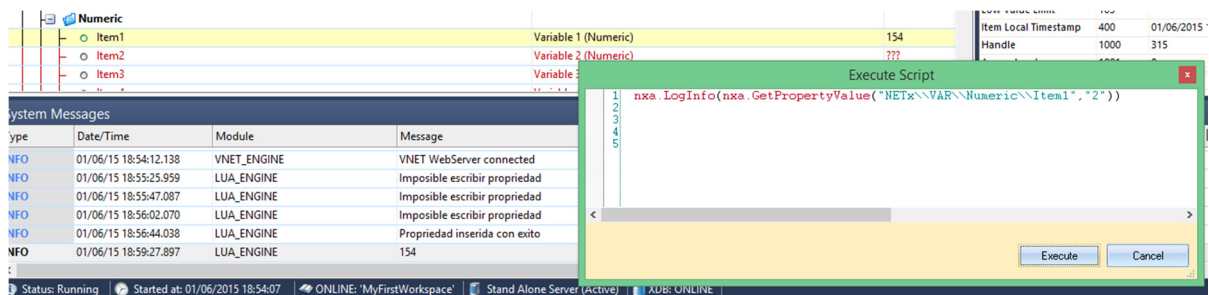 Numeric
Item1 Variable 1 (Numeric) 154
Item2 Variable 2 (Numeric) ???
Item3 Variable 3
Item Local Timestamp 400 01/06/2015
Handle 1000 315
Execute Script
x
1 nxa.LogInfo(nxa.GetPropertyValue("NETx\\VAR\\Numeric\\Item1","2"))
2
3
4
5
Execute Cancel
System Messages
Type Date/Time Module Message
INFO 01/06/15 18:54:12.138 VNET_ENGINE VNET WebServer connected
INFO 01/06/15 18:55:25.959 LUA_ENGINE Imposible escribir propriedad
INFO 01/06/15 18:55:47.087 LUA_ENGINE Imposible escribir propriedad
INFO 01/06/15 18:56:02.070 LUA_ENGINE Imposible escribir propriedad
INFO 01/06/15 18:56:44.038 LUA_ENGINE Propriedad inserida con exito
INFO 01/06/15 18:59:27.897 LUA_ENGINE 154
Status: Running Started at: 01/06/2015 18:54:07 ONLINE: 'MyFirstWorkspace' Stand Alone Server (Active) XDB: ONLINE